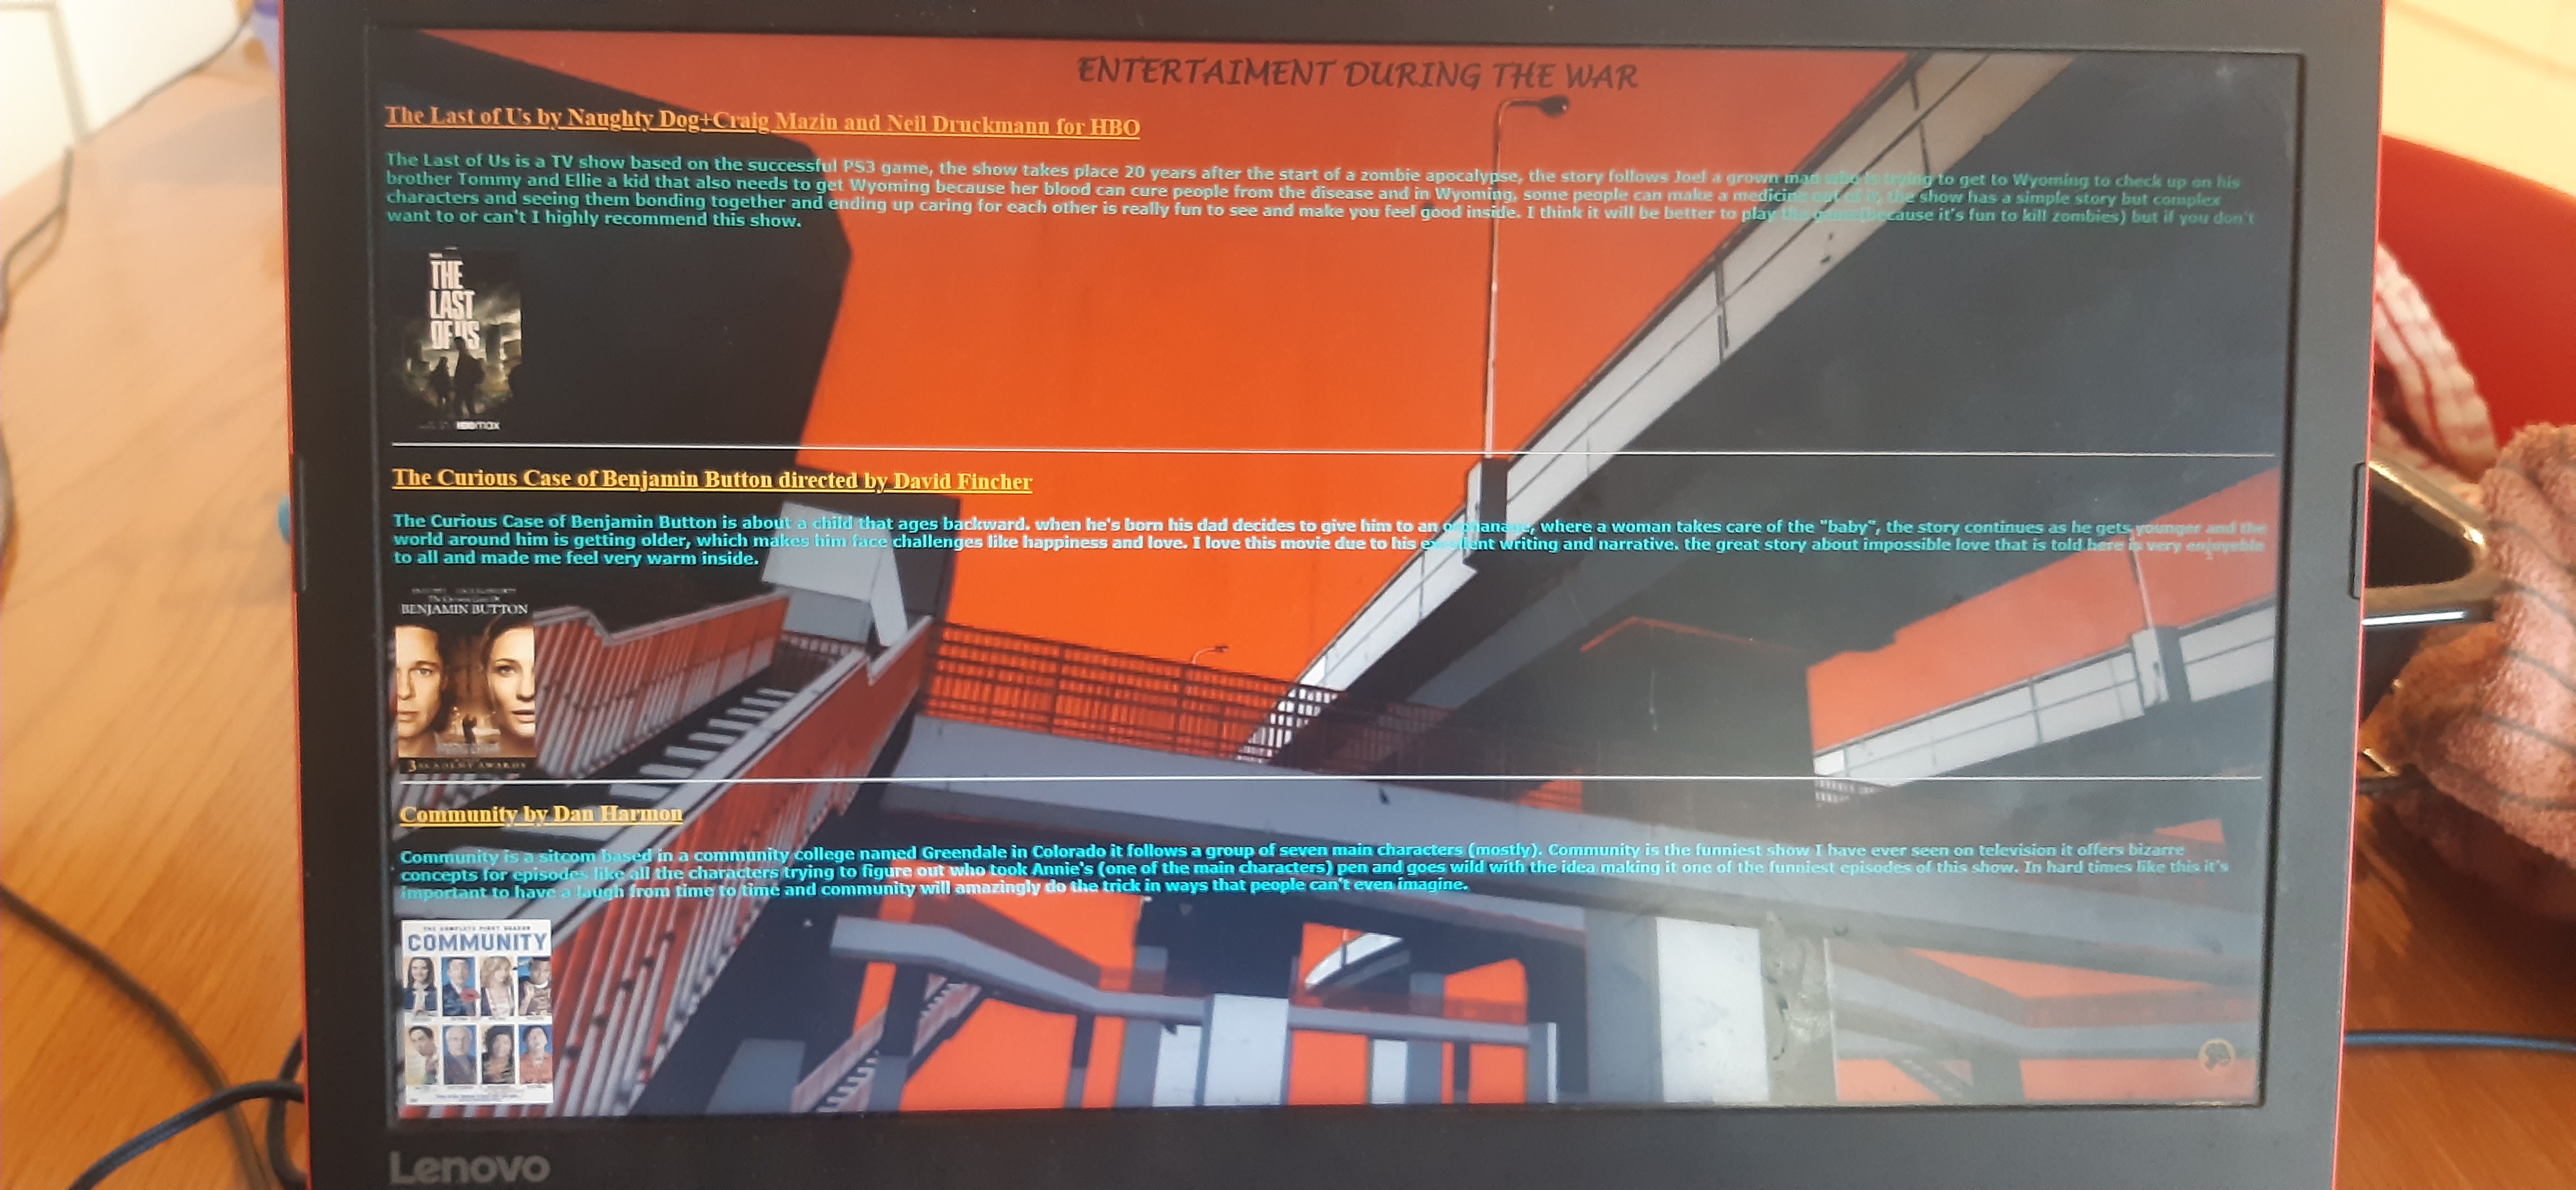 ENTERTAIMENT DURING THE WAR
The Last of Us by Naughty Dog+Craig Mazin and Neil Druckmann for HBO
The Last of Us is a TV show based on the successful PS3 game, the show takes place 20 years after the start of a zombie apocalypse, the story follows Joel a grown man who is trying to get to Wyoming to check up on his
brother Tommy and Ellie a kid that also needs to get Wyoming because her blood can cure people from the disease and in Wyoming, some people can make a medicine out of it, the show has a simple story but complex
characters and seeing them bonding together and ending up caring for each other is really fun to see and make you feel good inside. I think it will be better to play the game(because it's fun to kill zombies) but if you don't
want to or can't I highly recommend this show.
THE
LAST
OF US
HBOmax
The Curious Case of Benjamin Button directed by David Fincher
The Curious Case of Benjamin Button is about a child that ages backward. when he's born his dad decides to give him to an orphanage, where a woman takes care of the "baby", the story continues as he gets younger and the
world around him is getting older, which makes him face challenges like happiness and love. I love this movie due to his excellent writing and narrative. the great story about impossible love that is told here is very enjoyeble
to all and made me feel very warm inside.
BENJAMIN BUTTON
3 ACADEMY AWARDS
Community by Dan Harmon
Community is a sitcom based in a community college named Greendale in Colorado it follows a group of seven main characters (mostly). Community is the funniest show I have ever seen on television it offers bizarre
concepts for episodes like all the characters trying to figure out who took Annie's (one of the main characters) pen and goes wild with the idea making it one of the funniest episodes of this show. In hard times like this it's
important to have a laugh from time to time and community will amazingly do the trick in ways that people can't even imagine.
THE COMPLETE FIRST SEASON
COMMUNITY
Lenovo